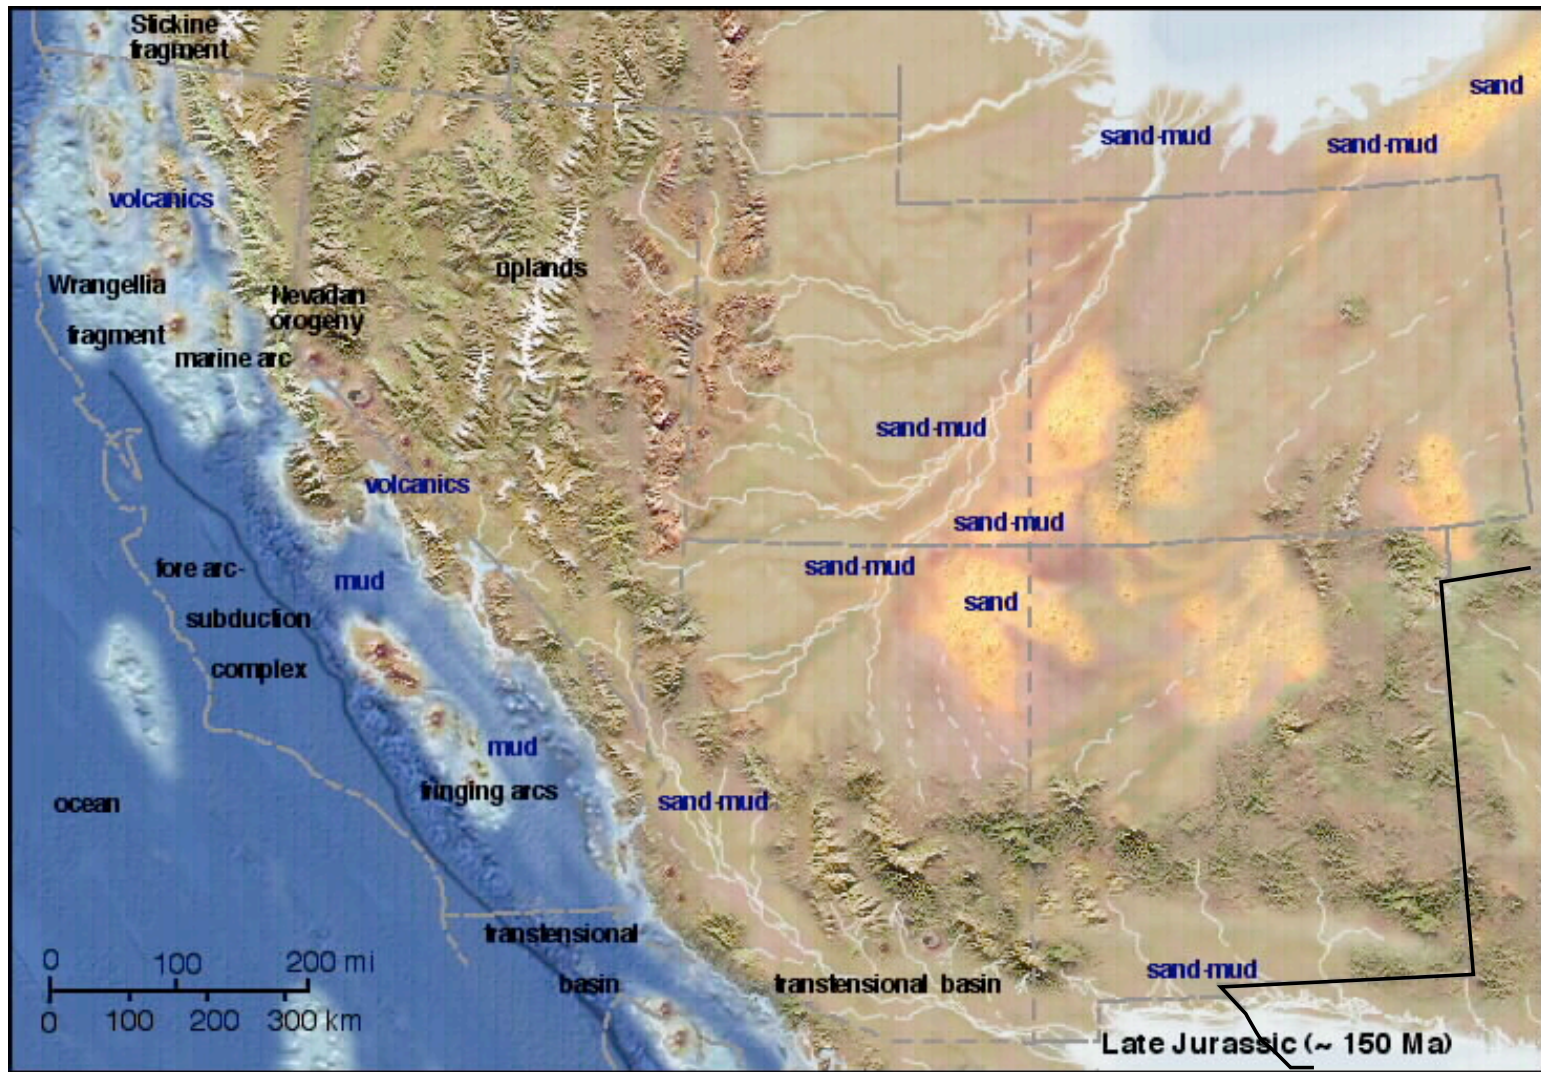 Stickine
fragment
sand
sand-mud
sand-mud
volcanics
uplands
Wrangellia
fragment
Nevadan
orogeny
marine arc
sand-mud
volcanics
sand-mud
fore arc-
subduction
complex
mud
sand-mud
sand
mud
fringing arcs
ocean
sand-mud
transtensional
basin
transtensional basin
sand-mud
0 100 200 mi
0 100 200 300 km
Late Jurassic (~ 150 Ma)